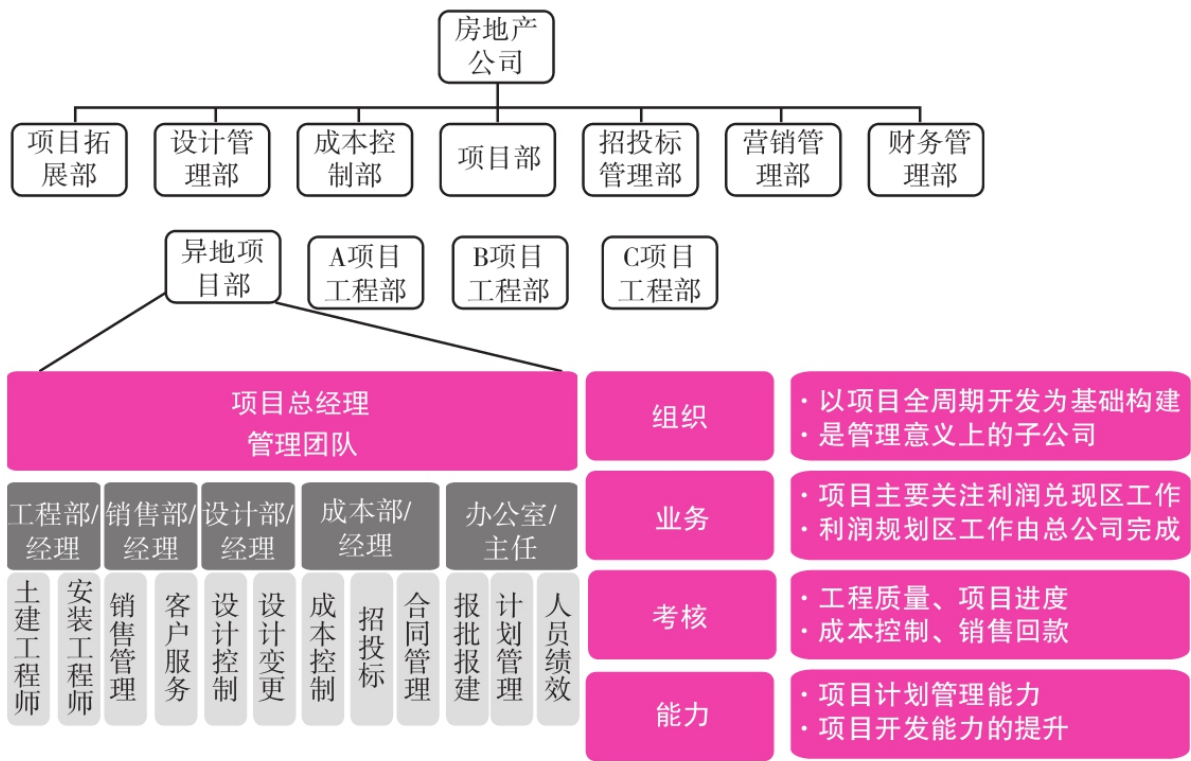 房地产
公司
项目拓
展部
设计管
理部
成本控
制部
项目部
招投标
管理部
营销管
理部
财务管
理部
异地项
目部
A项目
工程部
B项目
工程部
C项目
工程部
项目总经理
管理团队
工程部/
经理
销售部/
经理
设计部/
经理
成本部/
经理
办公室/
主任
土建工程师
安装工程师
销售管理
客户服务
设计控制
设计变更
成本控制
招投标
合同管理
报批报建
计划管理
人员绩效
组织
· 以项目全周期开发为基础构建
· 是管理意义上的子公司
业务
· 项目主要关注利润兑现区工作
· 利润规划区工作由总公司完成
考核
· 工程质量、项目进度
· 成本控制、销售回款
能力
· 项目计划管理能力
· 项目开发能力的提升